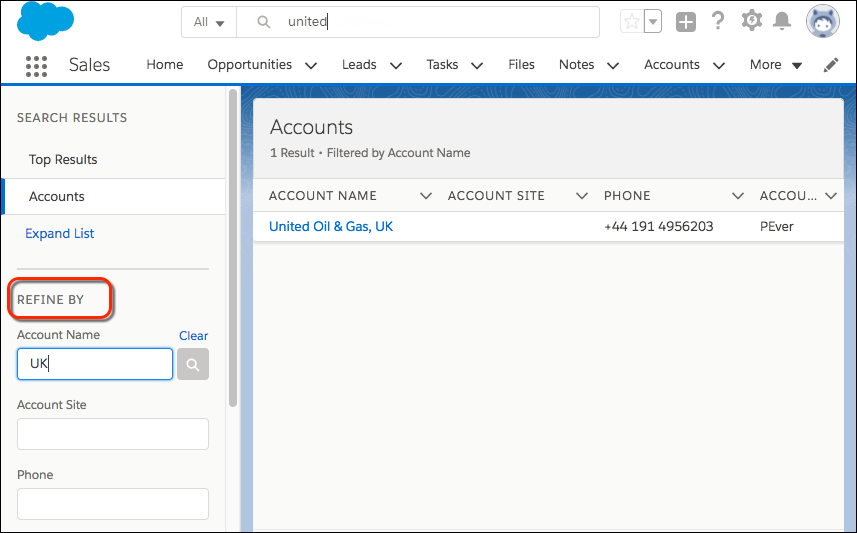 All united
Sales Home Opportunities Leads Tasks Files Notes Accounts More
SEARCH RESULTS
Top Results
Accounts
Expand List
REFINE BY
Account Name Clear
UK
Account Site
Phone
Accounts
1 Result • Filtered by Account Name
ACCOUNT NAME ACCOUNT SITE PHONE ACCOU...
United Oil & Gas, UK +44 191 4956203 PEver